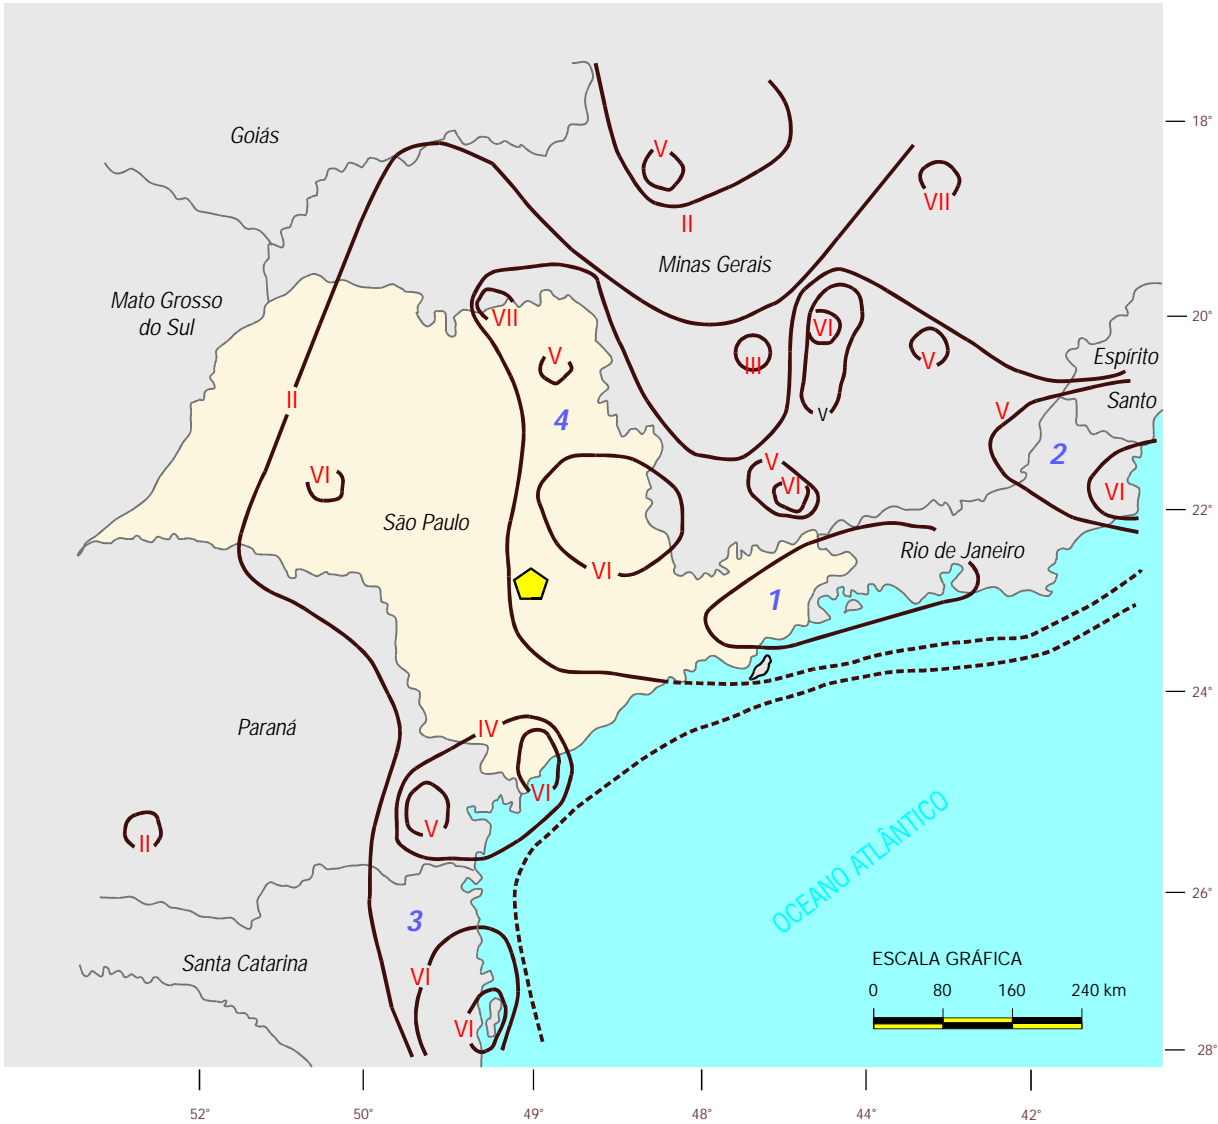 18°
Goiás
V
VII
II
Minas Gerais
Mato Grosso
do Sul
20°
VII
VI
V
III
V
Espírito
Santo
II
V
V
4
2
V
VI
VI
VI
São Paulo
22°
Rio de Janeiro
VI
1
24°
Paraná
IV
VI
V
II
OCEANO ATLÂNTICO
26°
3
Santa Catarina
VI
VI
ESCALA GRÁFICA
0 80 160 240 km
28°
52° 50° 49° 48° 44° 42°